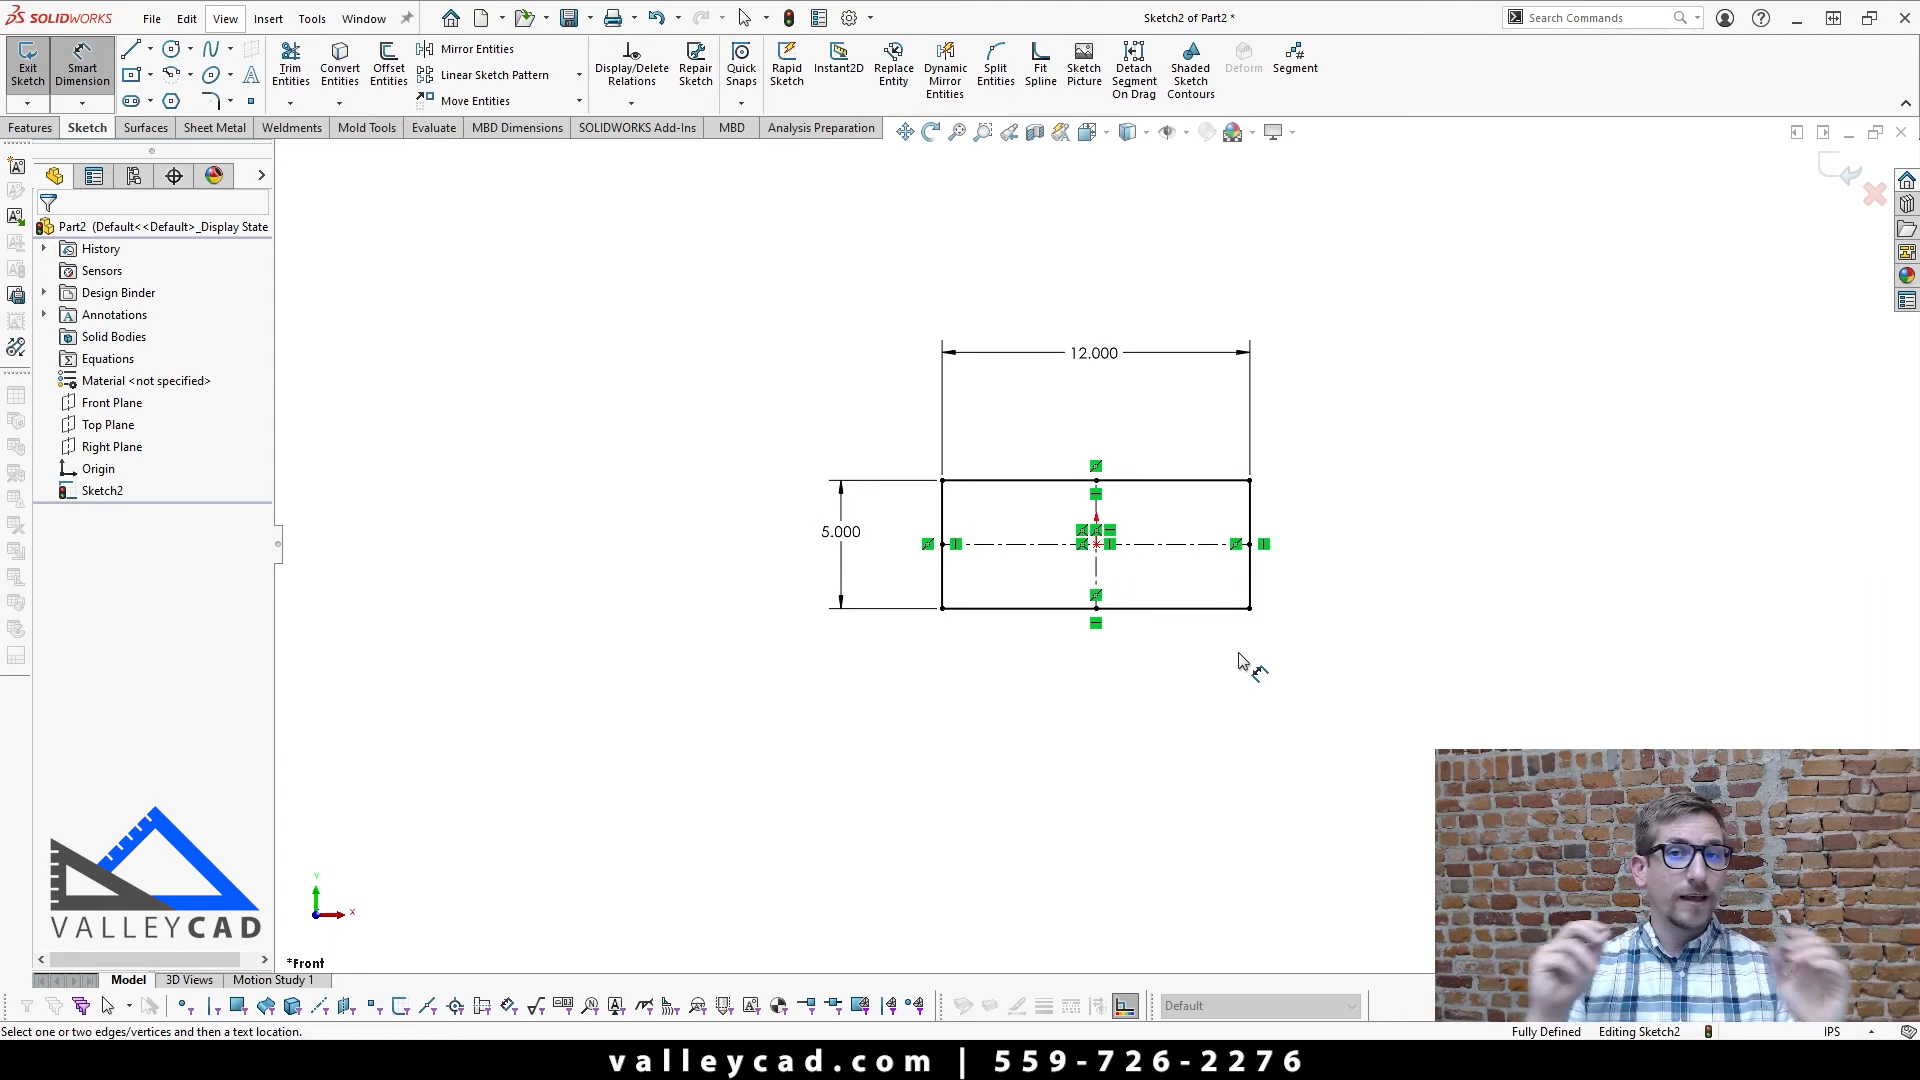 SOLIDWORKS File Edit View Insert Tools Window Sketch2 of Part2 * Search Commands
Exit Sketch
Smart Dimension
Trim Entities
Convert Entities
Offset Entities
Mirror Entities
Linear Sketch Pattern
Move Entities
Display/Delete Relations
Repair Sketch
Quick Snaps
Rapid Sketch
Instant2D
Replace Entity
Dynamic Mirror Entities
Split Entities
Fit Spline
Sketch Picture
Detach Segment On Drag
Shaded Sketch Contours
Deform
Segment
Features Sketch Surfaces Sheet Metal Weldments Mold Tools Evaluate MBD Dimensions SOLIDWORKS Add-Ins MBD Analysis Preparation
Part2 (Default<<Default>_Display State
History
Sensors
Design Binder
Annotations
Solid Bodies
Equations
Material <not specified>
Front Plane
Top Plane
Right Plane
Origin
Sketch2
12.000
5.000
VALLEYCAD
Y
X
*Front
Model 3D Views Motion Study 1
Default
Select one or two edges/vertices and then a text location.
Fully Defined Editing Sketch2 IPS
valleycad.com | 559-726-2276